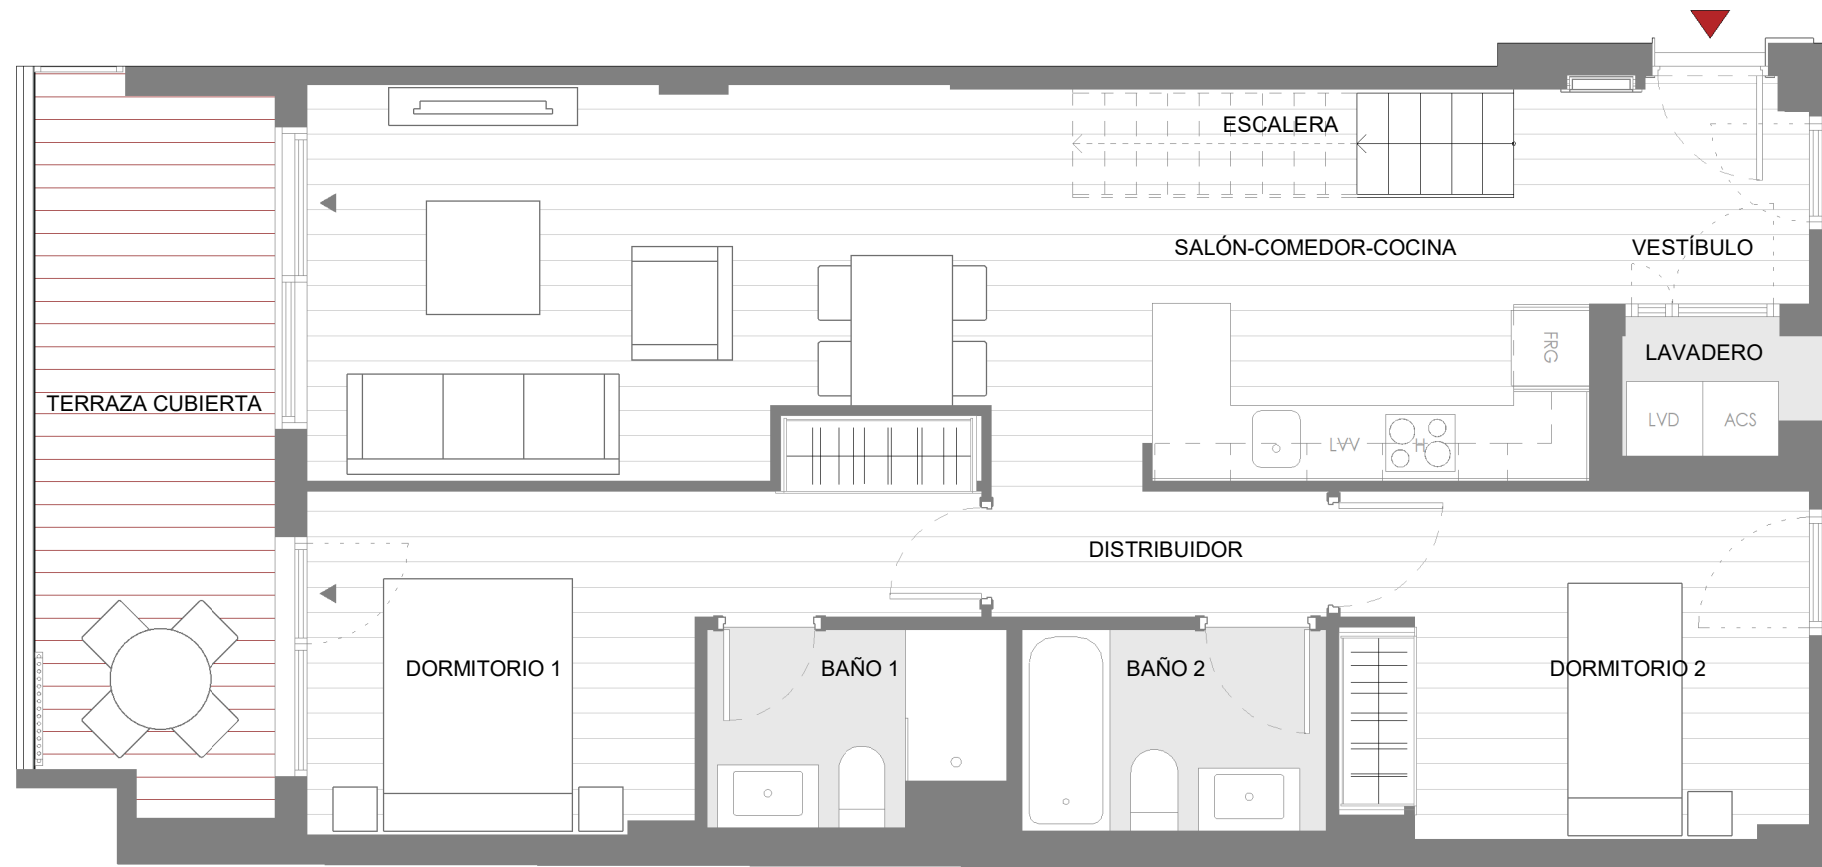 ESCALERA
SALÓN-COMEDOR-COCINA
VESTÍBULO
FRG
LAVADERO
TERRAZA CUBIERTA
LVD
ACS
LVV
H
DISTRIBUIDOR
DORMITORIO 1
BAÑO 1
BAÑO 2
DORMITORIO 2